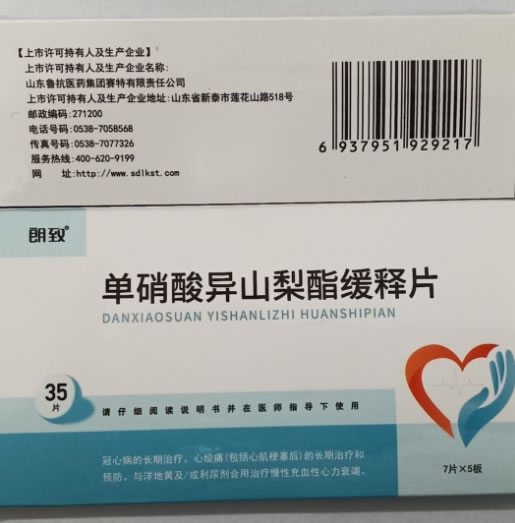 【上市许可持有人及生产企业】
上市许可持有人及生产企业名称:
山东鲁抗医药集团赛特有限责任公司
上市许可持有人及生产企业地址:山东省新泰市莲花山路518号
邮政编码:271200
电话号码:0538-7058568
传真号码:0538-7077326
服务热线:400-620-9199
网 址:http://www.sdlkst.com
6 937951 929217
朗致®
单硝酸异山梨酯缓释片
DANXIAOSUAN YISHANLIZHI HUANSHIPIAN
35
片
请仔细阅读说明书并在医师指导下使用
冠心病的长期治疗。心绞痛(包括心肌梗塞后)的长期治疗和
预防。与洋地黄及/或利尿剂合用治疗慢性充血性心力衰竭。
7片×5板